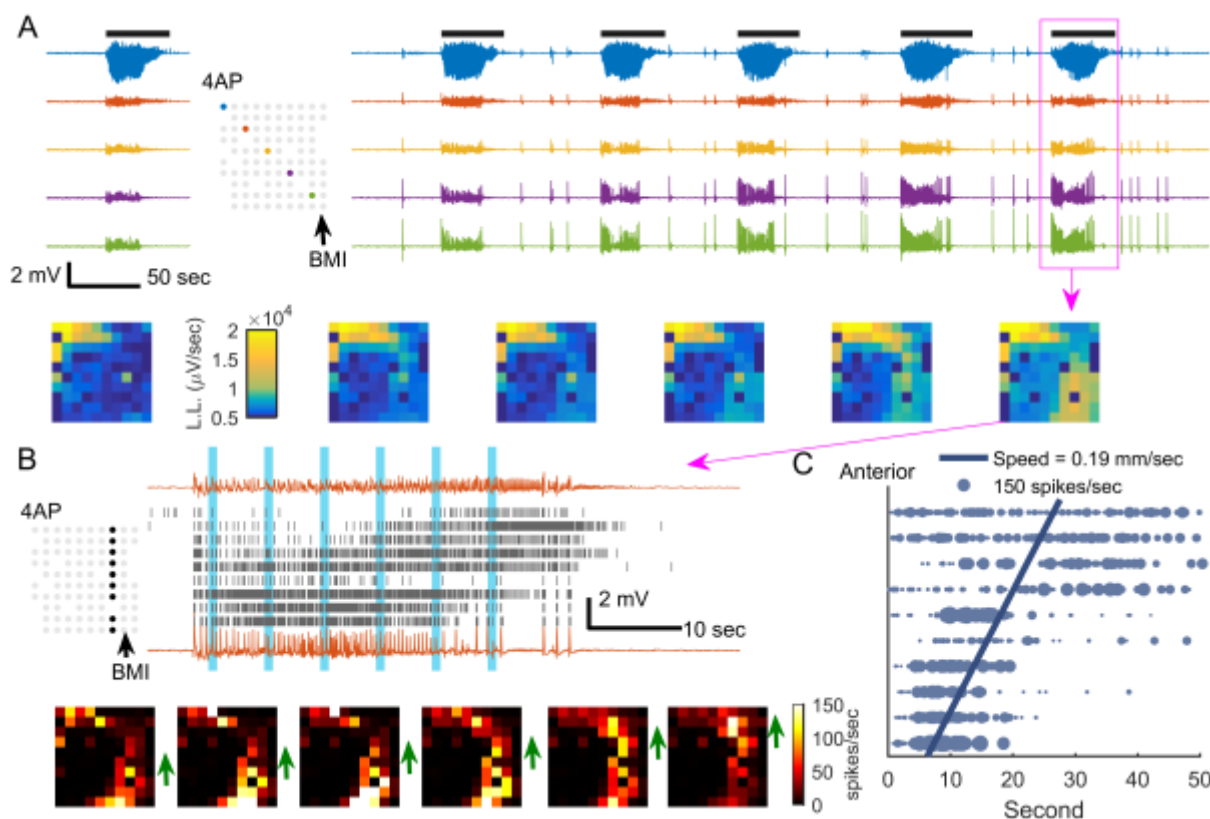 A
4AP
BMI
2 mV
50 sec
L.L. (µV/sec)
×10⁴
2
1
0.5
B
4AP
BMI
2 mV
10 sec
150
100
50
0
spikes/sec
C
Anterior
Speed = 0.19 mm/sec
150 spikes/sec
0 10 20 30 40 50
Second